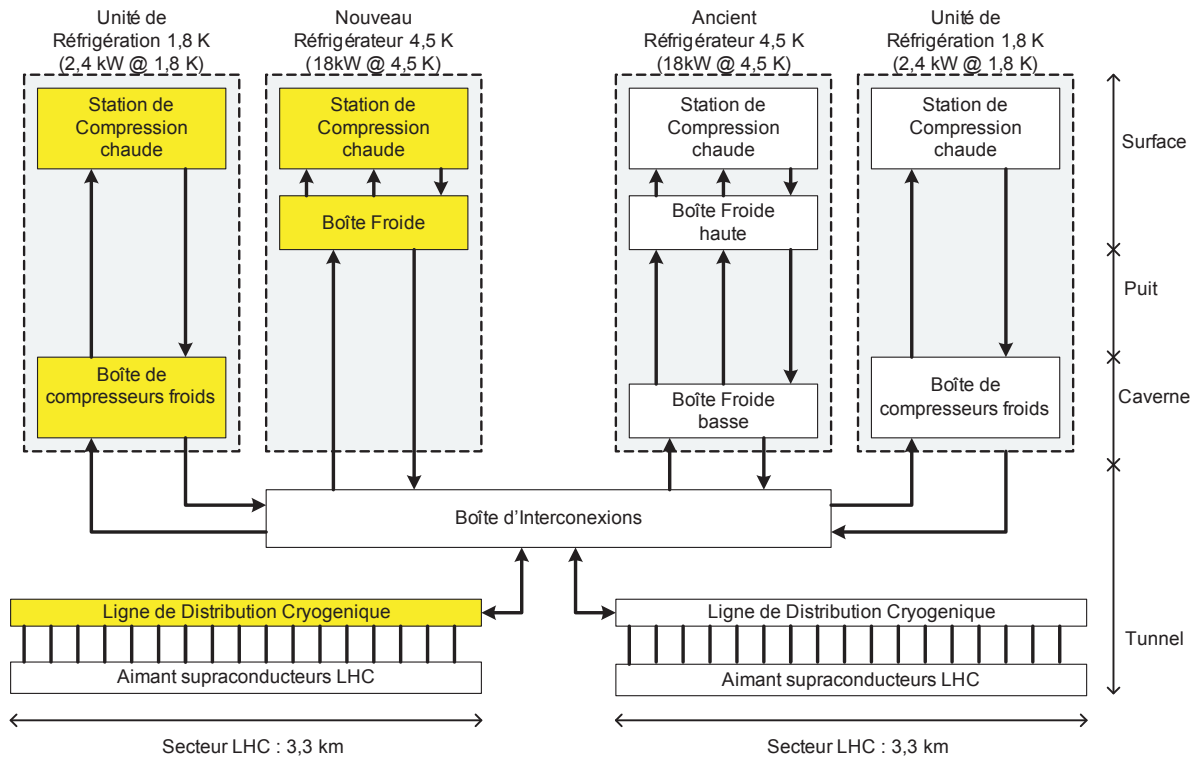 Unité de
Réfrigération 1,8 K
(2,4 kW @ 1,8 K)
Nouveau
Réfrigérateur 4,5 K
(18kW @ 4,5 K)
Ancient
Réfrigérateur 4,5 K
(18kW @ 4,5 K)
Unité de
Réfrigération 1,8 K
(2,4 kW @ 1,8 K)
Station de
Compression
chaude
Station de
Compression
chaude
Station de
Compression
chaude
Station de
Compression
chaude
Surface
Boîte Froide
Boîte Froide
haute
Puit
Boîte de
compresseurs froids
Boîte Froide
basse
Boîte de
compresseurs froids
Caverne
Boîte d'Interconexions
Ligne de Distribution Cryogenique
Ligne de Distribution Cryogenique
Tunnel
Aimant supraconducteurs LHC
Aimant supraconducteurs LHC
Secteur LHC : 3,3 km
Secteur LHC : 3,3 km